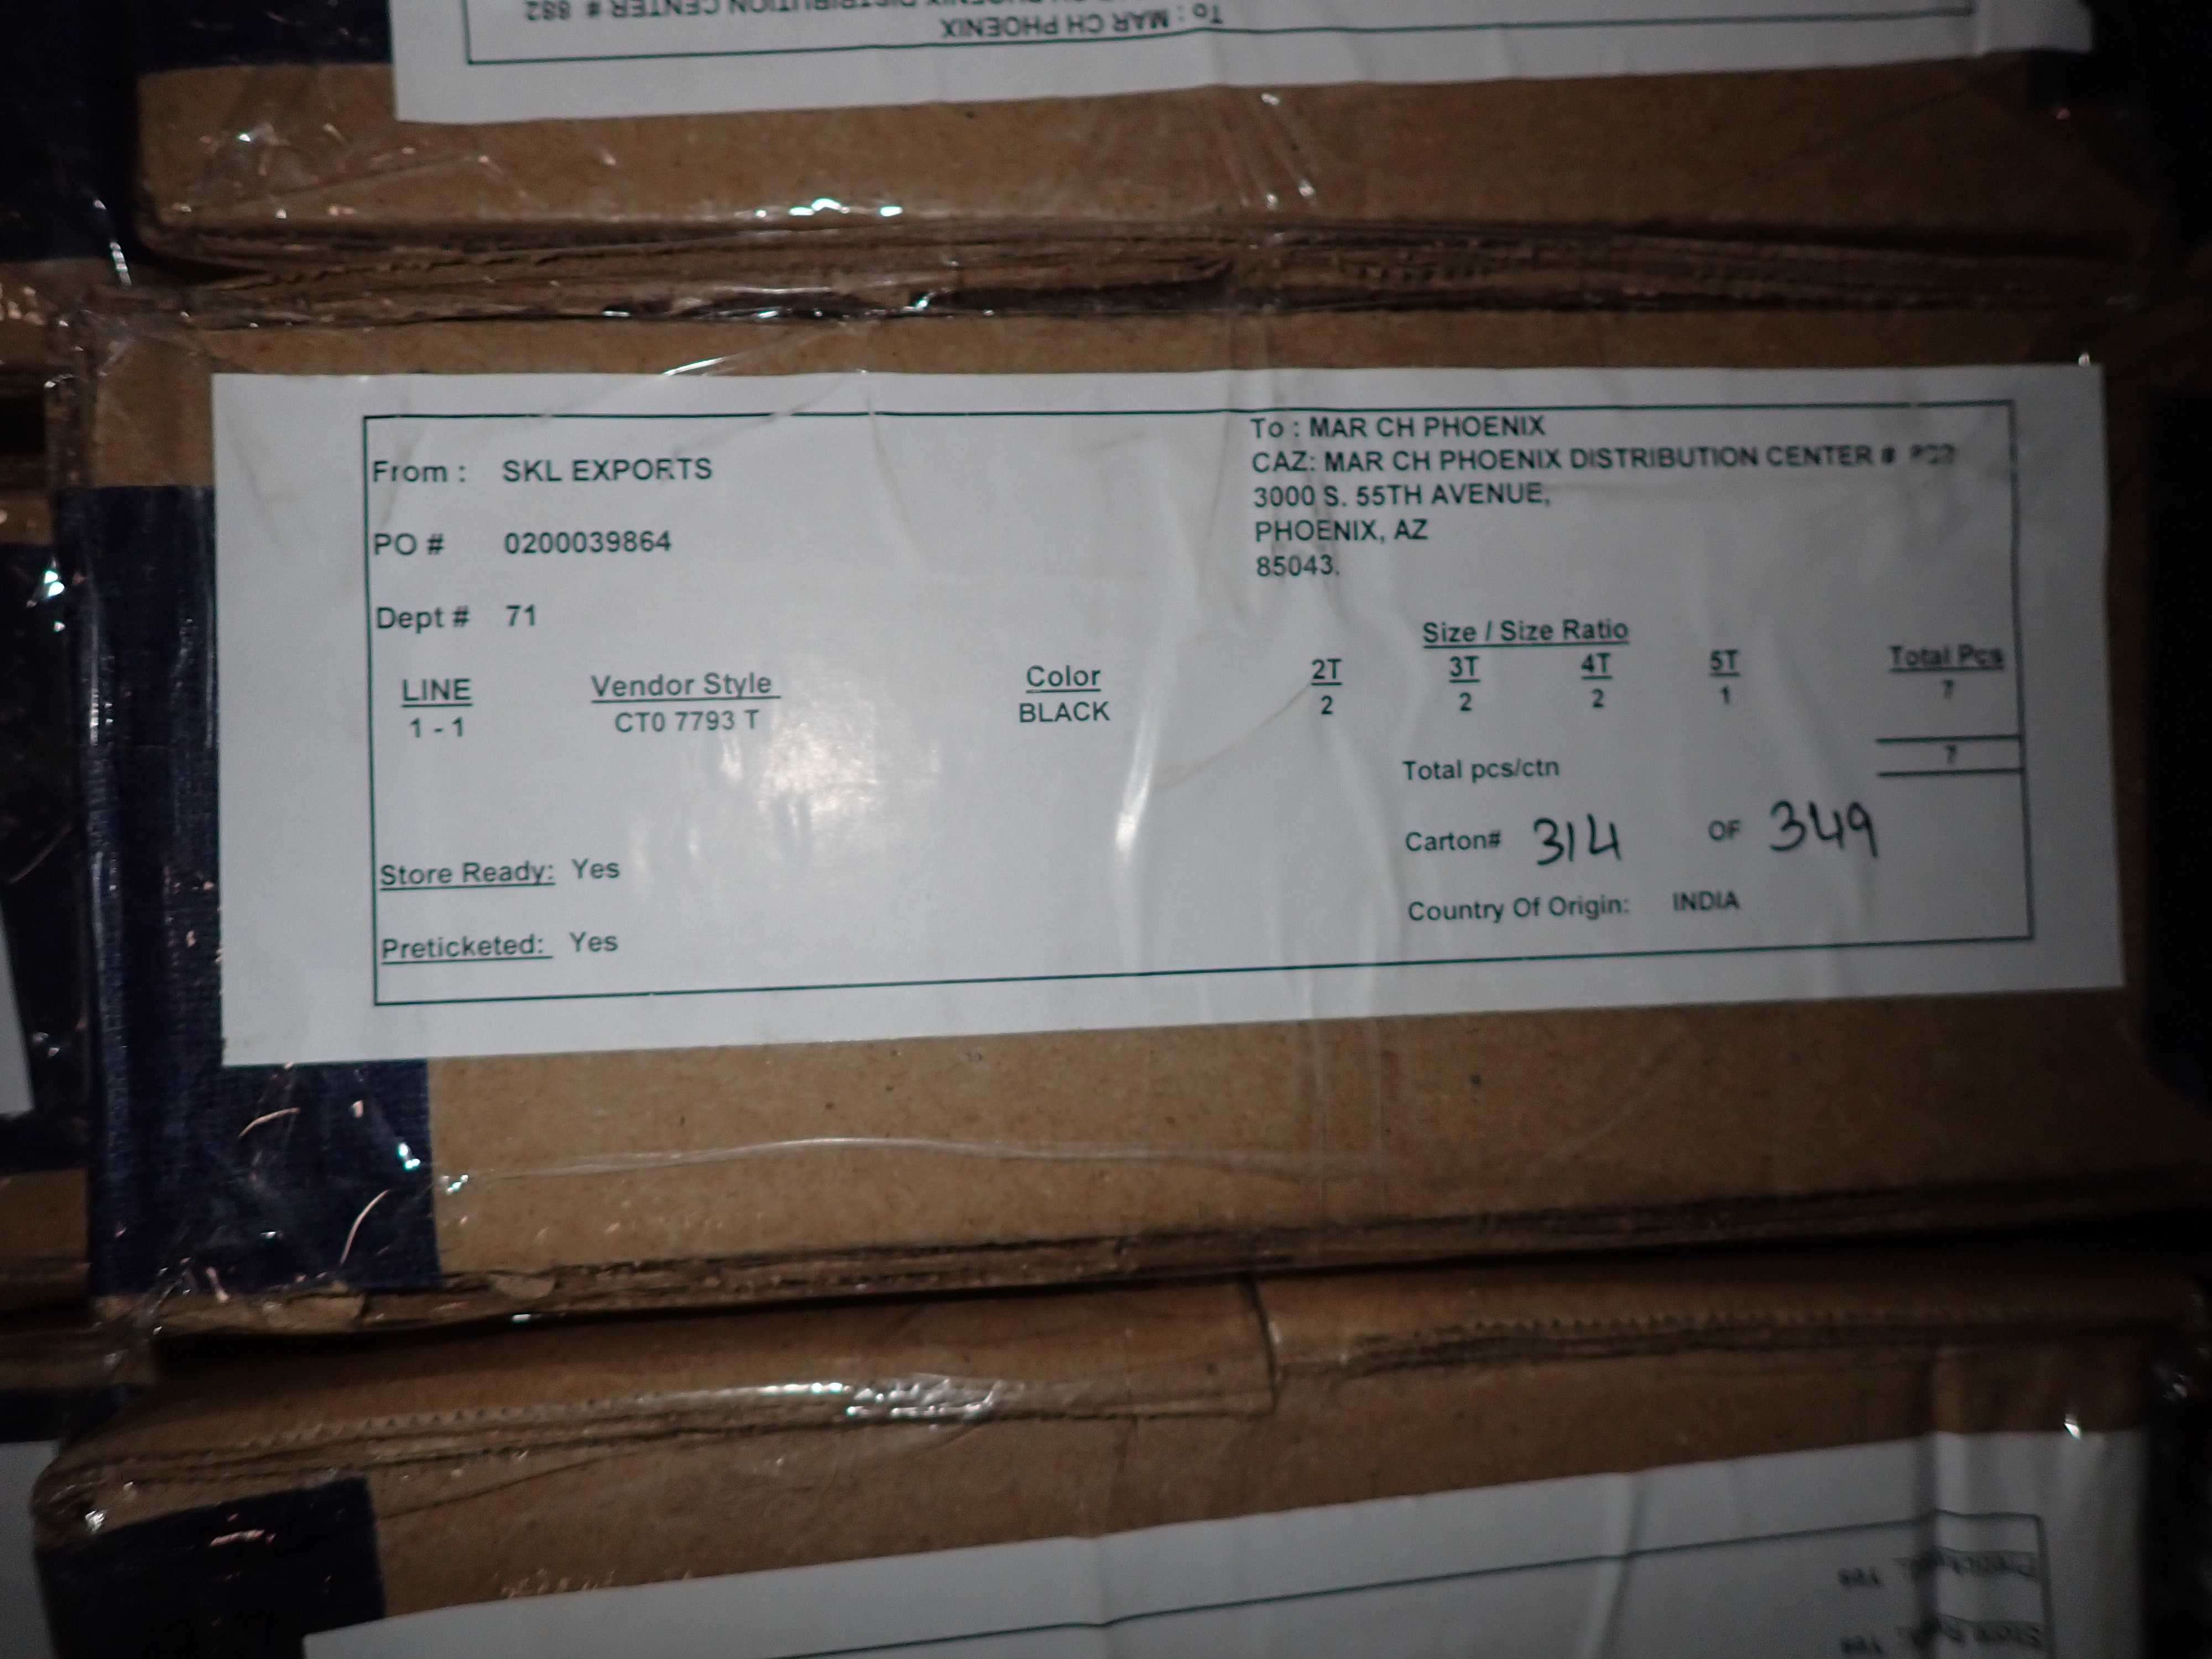 From : SKL EXPORTS
PO # 0200039864
Dept # 71
To : MAR CH PHOENIX
CAZ: MAR CH PHOENIX DISTRIBUTION CENTER #
3000 S. 55TH AVENUE,
PHOENIX, AZ
85043.
LINE Vendor Style Color Size / Size Ratio Total Pcs
2T 3T 4T 5T
1 - 1 CT0 7793 T BLACK 2 2 2 1 7
Total pcs/ctn 7
Store Ready: Yes
Carton# 314 OF 349
Preticketed: Yes
Country Of Origin: INDIA
To : MAR CH PHOENIX
CENTER # 882